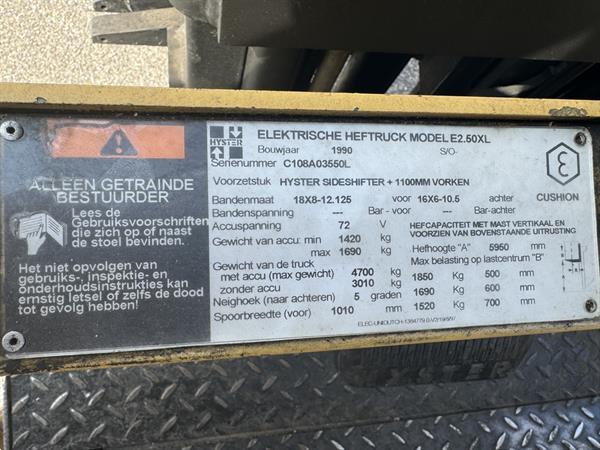 ALLEEN GETRAINDE
BESTUURDER
Lees de
Gebruiksvoorschriften
die zich op of naast
de stoel bevinden.
Het niet opvolgen van
gebruiks-, inspektie- en
onderhoudsinstrukties kan
ernstig letsel of zelfs de dood
tot gevolg hebben!
HYSTER
ELEKTRISCHE HEFTRUCK MODEL E2.50XL
Bouwjaar 1990 S/O-
Serienummer C108A03550L
Voorzetstuk HYSTER SIDESHIFTER + 1100MM VORKEN
Bandenmaat 18X8-12.125 voor 16X6-10.5 achter CUSHION
Bandenspanning --- Bar - voor --- Bar-achter
Accuspanning 72 V
Gewicht van accu: min 1420 kg
max 1690 kg
Gewicht van de truck
met accu (max gewicht) 4700 kg
zonder accu 3010 kg
Neighoek (naar achteren) 5 graden
Spoorbreedte (voor) 1010 mm
HEFCAPACITEIT MET MAST VERTIKAAL EN
VOORZIEN VAN BOVENSTAANDE UITRUSTING
Hefhoogte "A" 5950 mm
Max belasting op lastcentrum "B"
1850 Kg 500 mm
1690 Kg 600 mm
1520 Kg 700 mm
HYSTER